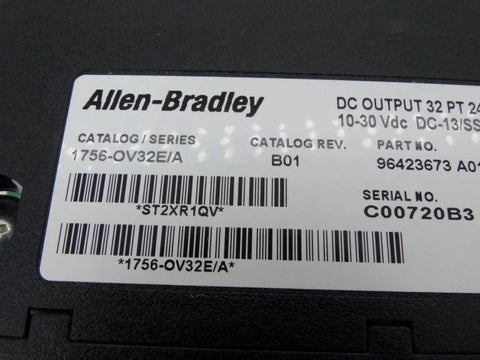 Allen-Bradley DC OUTPUT 32 PT 24
10-30 Vdc DC-13/SS
CATALOG / SERIES CATALOG REV. PART NO.
1756-OV32E/A B01 96423673 A01
SERIAL NO.
*ST2XR1QV* C00720B3
*1756-OV32E/A*